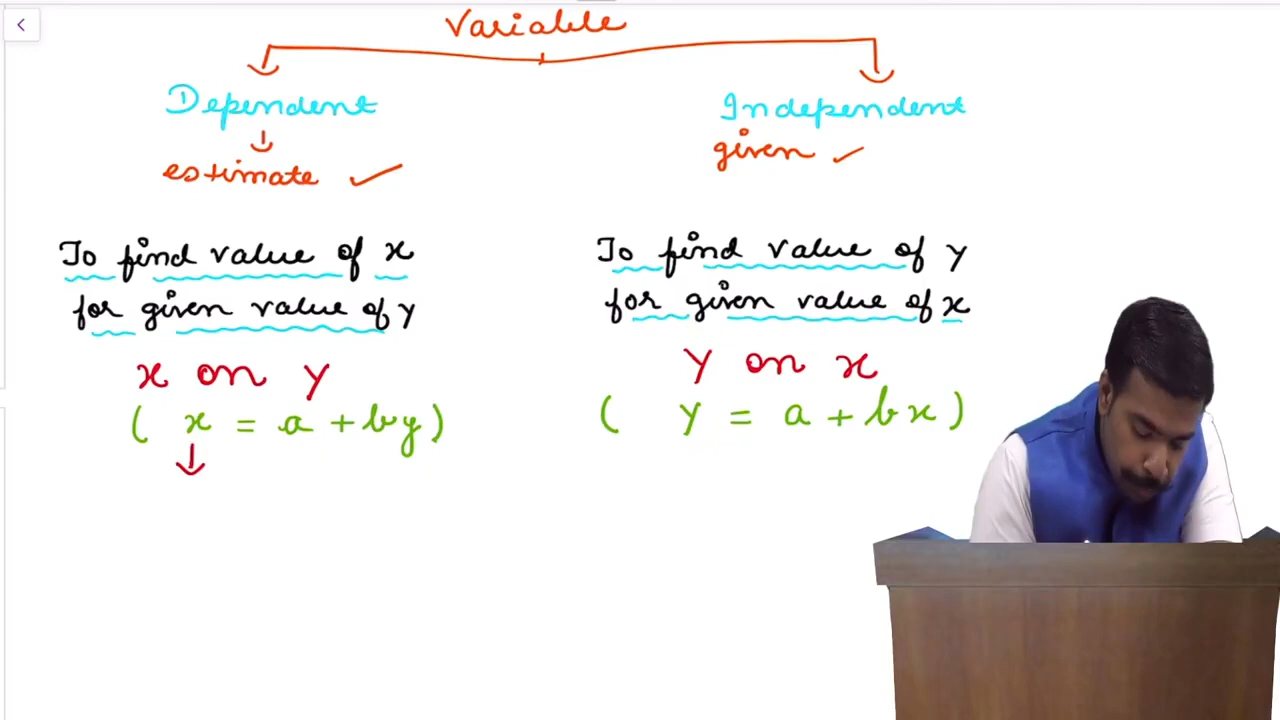 Variable
Dependent
estimate ✓
Independent
given ✓
To find value of x
for given value of y
x on y
( x = a + by )
To find value of y
for given value of x
y on x
( y = a + bx )